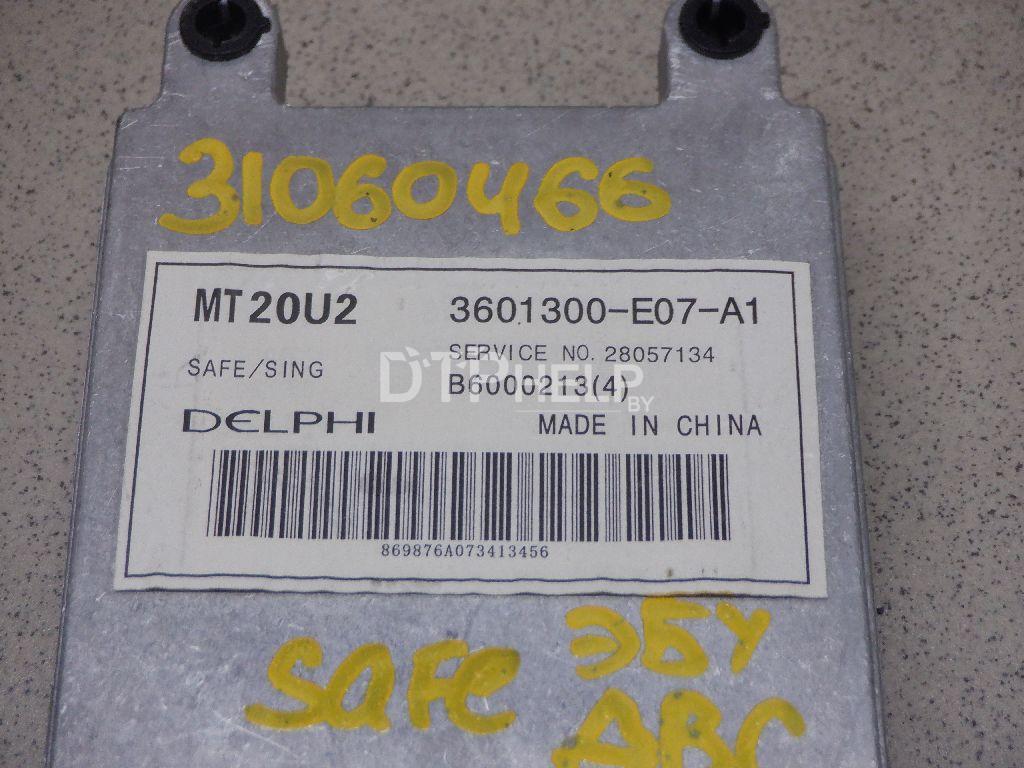 31060466
MT20U2 3601300-E07-A1
SAFE/SING SERVICE NO. 28057134
B6000213(4)
DTPHELP.BY
DELPHI MADE IN CHINA
869876A073413456
SAFE ЭБУ
ДВС